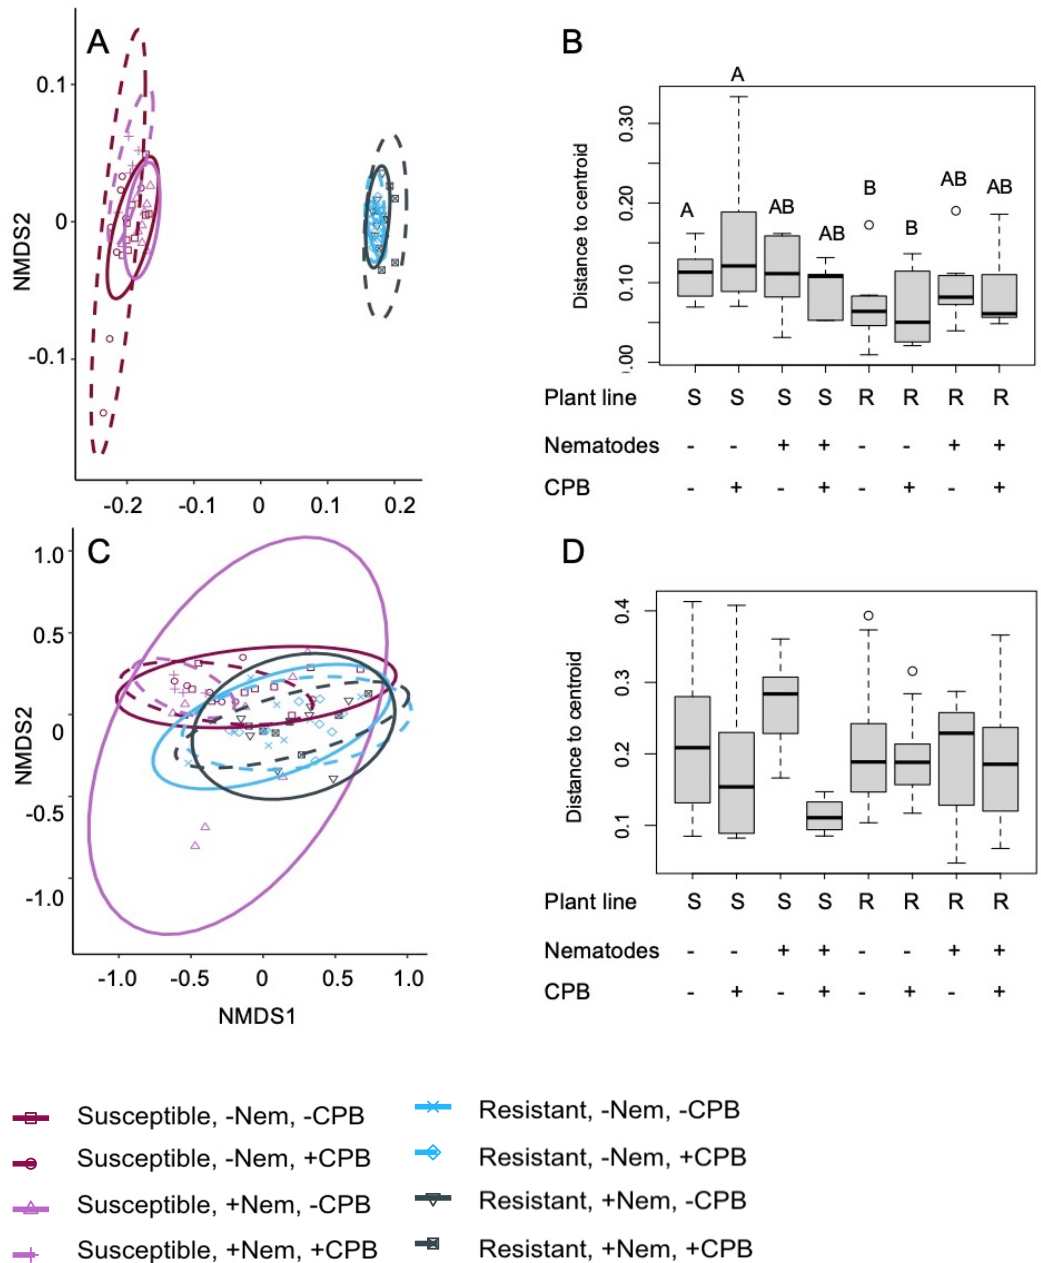 A
NMDS2
0.1
0
-0.1
-0.2
-0.1
0
0.1
0.2
B
Distance to centroid
0.30
0.20
0.10
.00
A
A
AB
AB
B
B
AB
AB
Plant line S S S S R R R R
Nematodes - - + + - - + +
CPB - + - + - + - +
C
NMDS2
1.0
0.5
0
-0.5
-1.0
-1.0
-0.5
0
0.5
1.0
NMDS1
D
Distance to centroid
0.4
0.3
0.2
0.1
Plant line S S S S R R R R
Nematodes - - + + - - + +
CPB - + - + - + - +
Susceptible, -Nem, -CPB
Susceptible, -Nem, +CPB
Susceptible, +Nem, -CPB
Susceptible, +Nem, +CPB
Resistant, -Nem, -CPB
Resistant, -Nem, +CPB
Resistant, +Nem, -CPB
Resistant, +Nem, +CPB